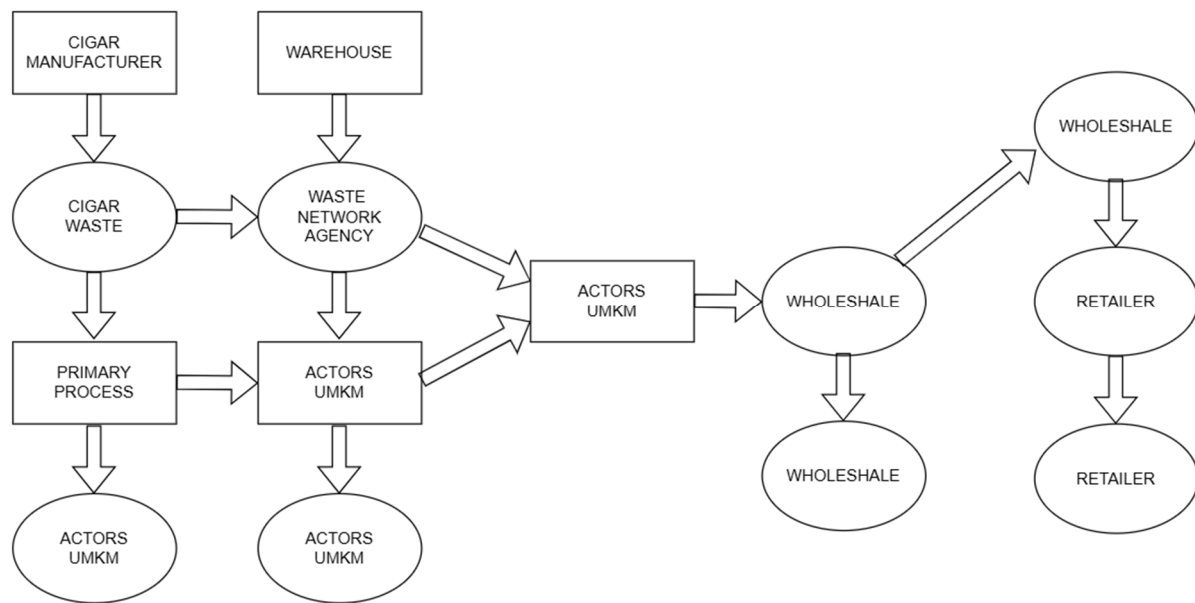 CIGAR
MANUFACTURER
WAREHOUSE
WHOLESHALE
CIGAR
WASTE
WASTE
NETWORK
AGENCY
ACTORS
UMKM
WHOLESHALE
RETAILER
PRIMARY
PROCESS
ACTORS
UMKM
WHOLESHALE
RETAILER
ACTORS
UMKM
ACTORS
UMKM